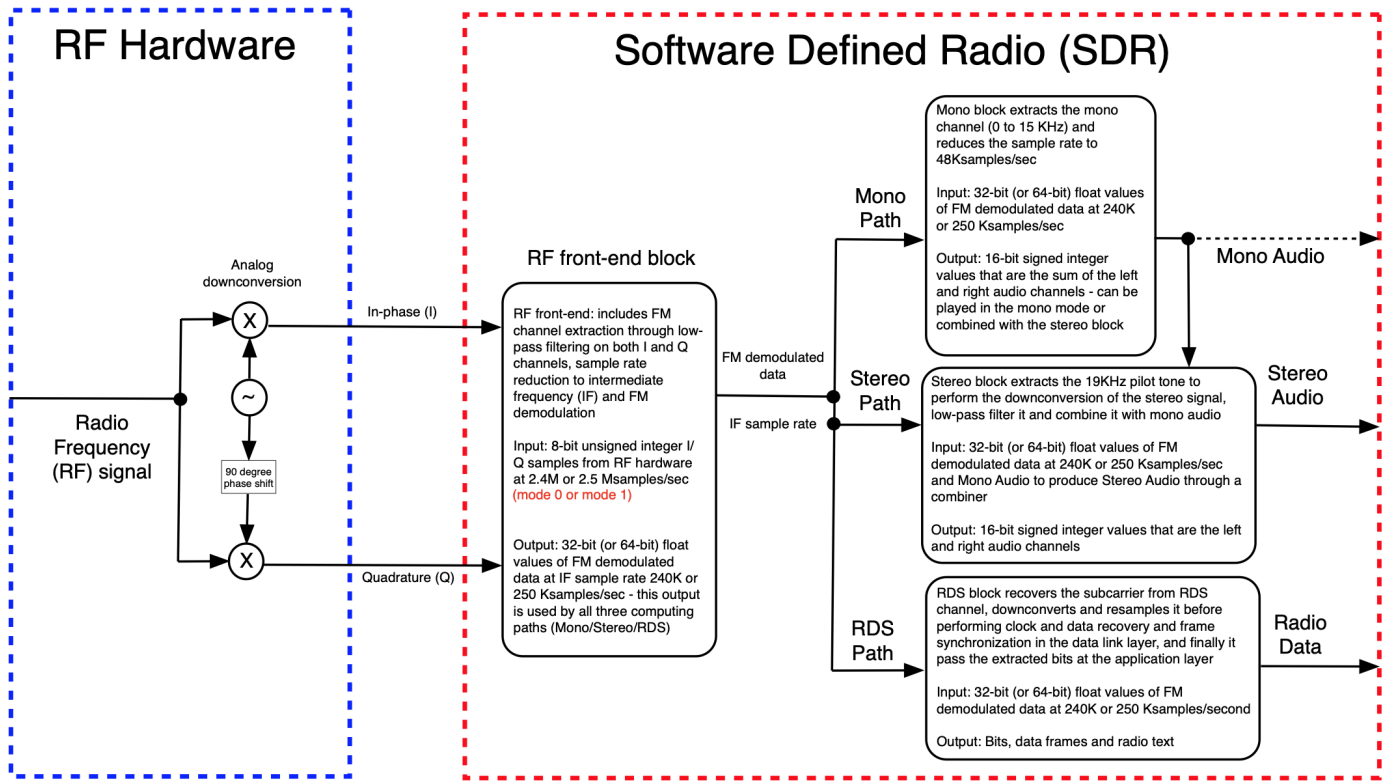 RF Hardware
Software Defined Radio (SDR)
Analog
downconversion
X
~
90 degree
phase shift
X
Radio
Frequency
(RF) signal
In-phase (I)
Quadrature (Q)
RF front-end block
RF front-end: includes FM
channel extraction through low-
pass filtering on both I and Q
channels, sample rate
reduction to intermediate
frequency (IF) and FM
demodulation
Input: 8-bit unsigned integer I/
Q samples from RF hardware
at 2.4M or 2.5 Msamples/sec
(mode 0 or mode 1)
Output: 32-bit (or 64-bit) float
values of FM demodulated
data at IF sample rate 240K or
250 Ksamples/sec - this output
is used by all three computing
paths (Mono/Stereo/RDS)
FM demodulated
data
IF sample rate
Mono
Path
Mono block extracts the mono
channel (0 to 15 KHz) and
reduces the sample rate to
48Ksamples/sec
Input: 32-bit (or 64-bit) float values
of FM demodulated data at 240K
or 250 Ksamples/sec
Output: 16-bit signed integer
values that are the sum of the left
and right audio channels - can be
played in the mono mode or
combined with the stereo block
Mono Audio
Stereo
Path
Stereo block extracts the 19KHz pilot tone to
perform the downconversion of the stereo signal,
low-pass filter it and combine it with mono audio
Input: 32-bit (or 64-bit) float values of FM
demodulated data at 240K or 250 Ksamples/sec
and Mono Audio to produce Stereo Audio through a
combiner
Output: 16-bit signed integer values that are the left
and right audio channels
Stereo
Audio
RDS
Path
RDS block recovers the subcarrier from RDS
channel, downconverts and resamples it before
performing clock and data recovery and frame
synchronization in the data link layer, and finally it
pass the extracted bits at the application layer
Input: 32-bit (or 64-bit) float values of FM
demodulated data at 240K or 250 Ksamples/second
Output: Bits, data frames and radio text
Radio
Data